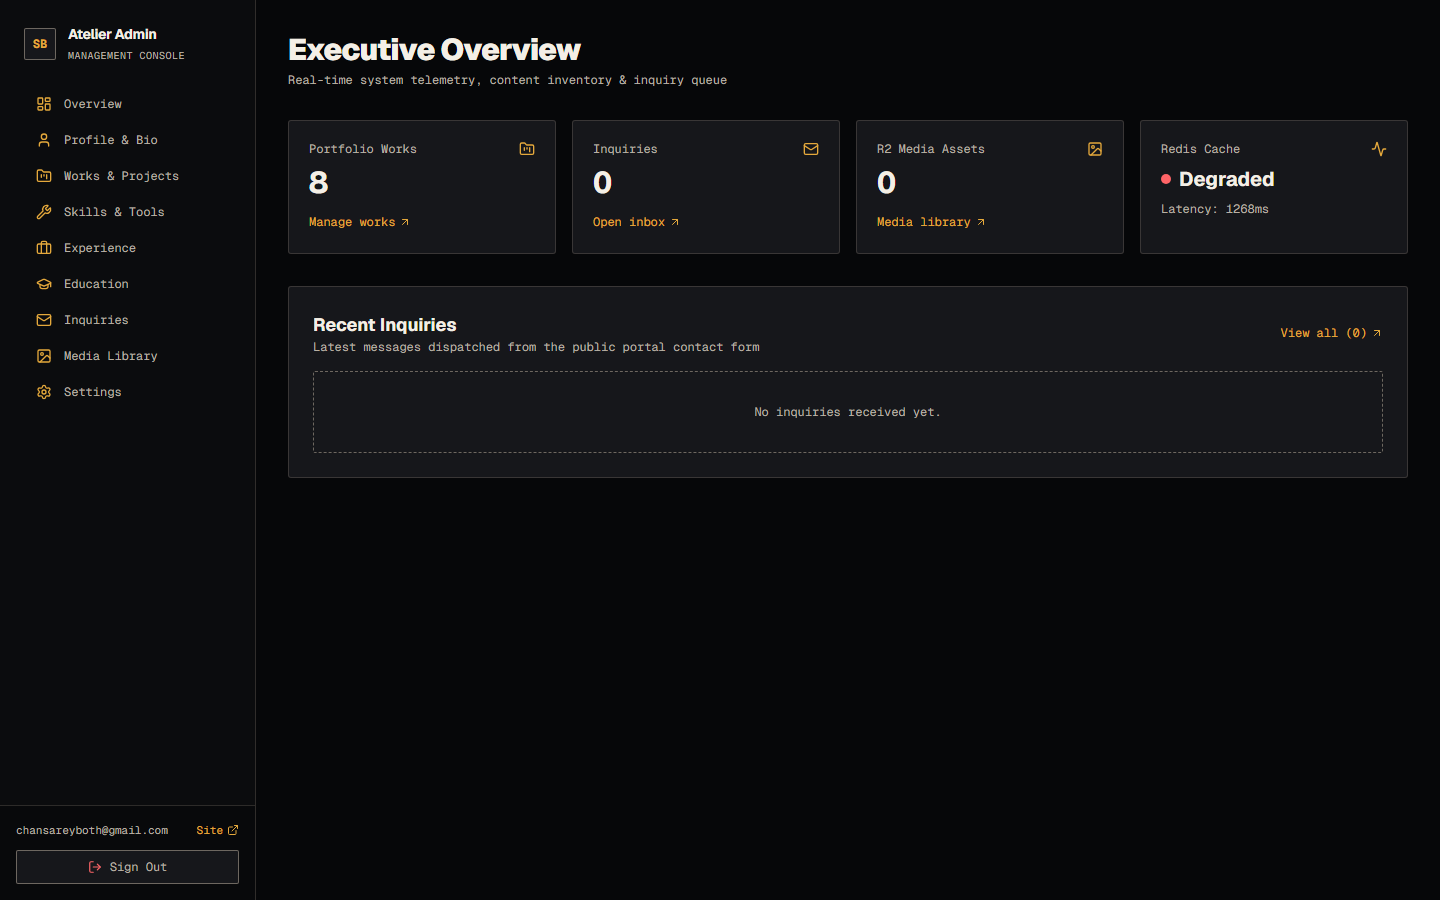 SB
Atelier Admin
MANAGEMENT CONSOLE
Overview
Profile & Bio
Works & Projects
Skills & Tools
Experience
Education
Inquiries
Media Library
Settings
chansareyboth@gmail.com
Site
Sign Out
Executive Overview
Real-time system telemetry, content inventory & inquiry queue
Portfolio Works
8
Manage works
Inquiries
0
Open inbox
R2 Media Assets
0
Media library
Redis Cache
Degraded
Latency: 1268ms
Recent Inquiries
Latest messages dispatched from the public portal contact form
View all (0)
No inquiries received yet.